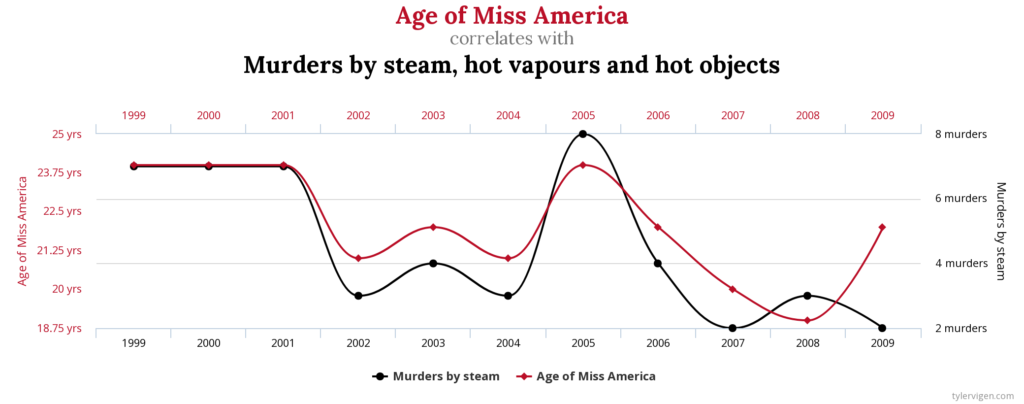 Age of Miss America
correlates with
Murders by steam, hot vapours and hot objects
1999 2000 2001 2002 2003 2004 2005 2006 2007 2008 2009
25 yrs 8 murders
23.75 yrs
22.5 yrs 6 murders
21.25 yrs 4 murders
20 yrs
18.75 yrs 2 murders
Age of Miss America
Murders by steam
1999 2000 2001 2002 2003 2004 2005 2006 2007 2008 2009
Murders by steam Age of Miss America
tylervigen.com